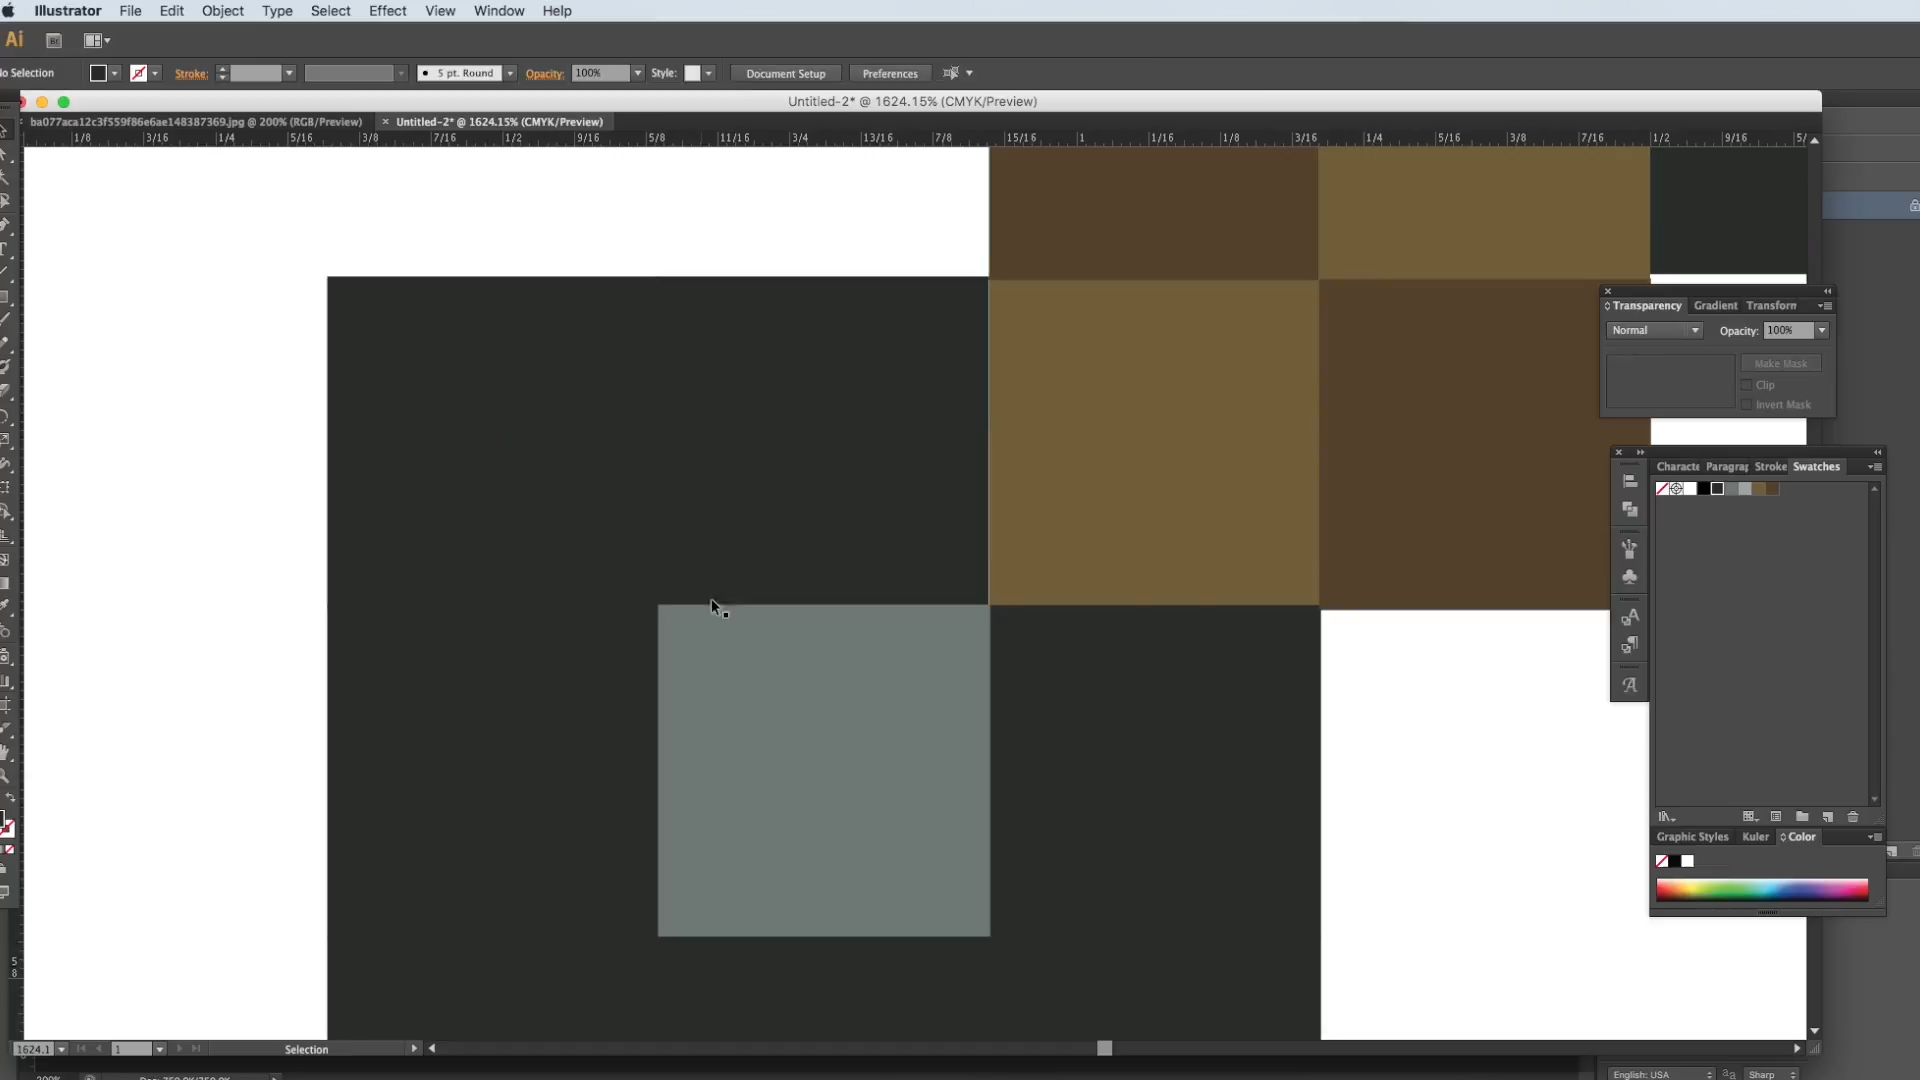 Illustrator File Edit Object Type Select Effect View Window Help
Ai Br
No Selection Stroke: 5 pt. Round Opacity: 100% Style: Document Setup Preferences
Untitled-2* @ 1624.15% (CMYK/Preview)
ba077aca12c3f559f86e6ae148387369.jpg @ 200% (RGB/Preview) × Untitled-2* @ 1624.15% (CMYK/Preview)
1/8 3/16 1/4 5/16 3/8 7/16 1/2 9/16 5/8 11/16 3/4 13/16 7/8 15/16 1 1/16 1/8 3/16 1/4 5/16 3/8 7/16 1/2 9/16 5/
Transparency Gradient Transform
Normal Opacity: 100%
Make Mask
Clip
Invert Mask
Characte Paragrap Stroke Swatches
Graphic Styles Kuler Color
5
8
1624.1 1 Selection
English: USA Sharp